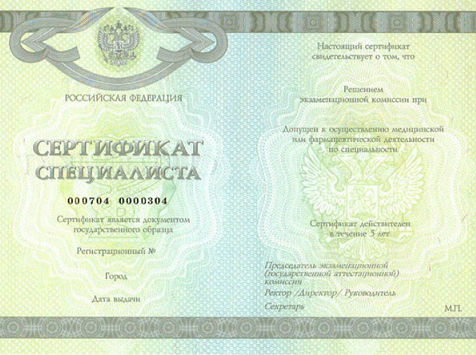 РОССИЙСКАЯ ФЕДЕРАЦИЯ
СЕРТИФИКАТ
СПЕЦИАЛИСТА
000704 0000304
Сертификат является документом
государственного образца
Регистрационный №
Город
Дата выдачи
Настоящий сертификат
свидетельствует о том, что
Решением
экзаменационной комиссии при
Допущен к осуществлению медицинской
или фармацевтической деятельности
по специальности
Сертификат действителен
в течение 5 лет
Председатель экзаменационной
(государственной аттестационной)
комиссии
Ректор /Директор/ Руководитель
Секретарь
М.П.